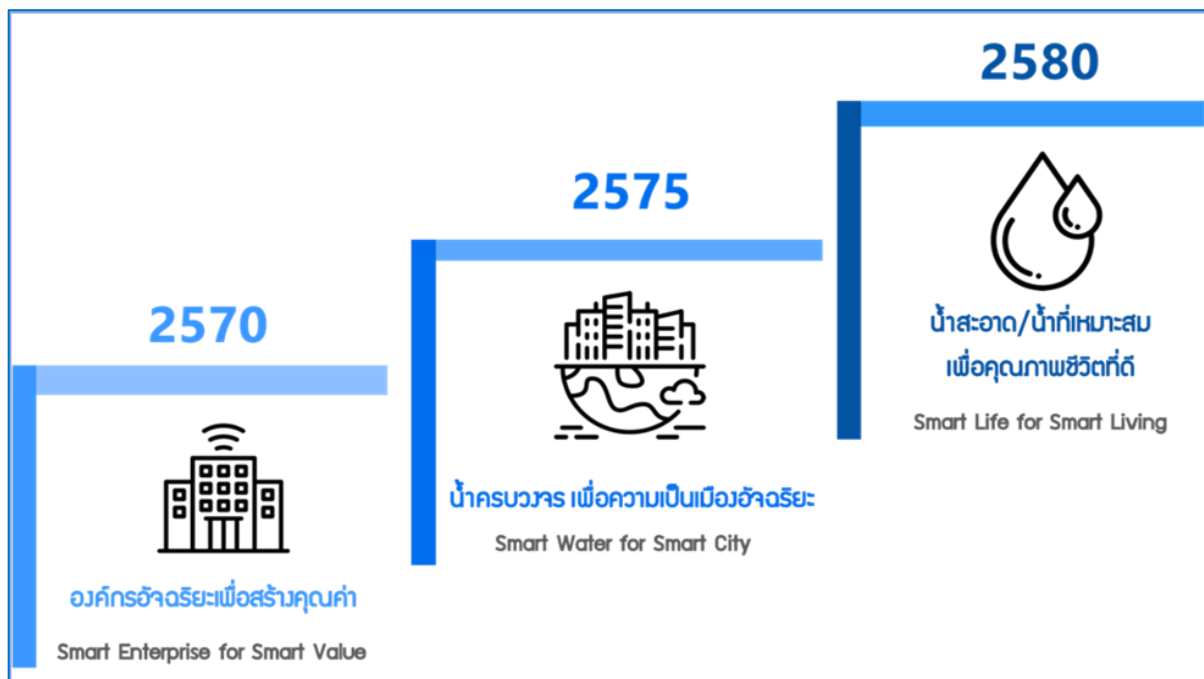 2570
องค์กรอัจฉริยะเพื่อสร้างคุณค่า
Smart Enterprise for Smart Value
2575
น้ำครบวงจร เพื่อความเป็นเมืองอัจฉริยะ
Smart Water for Smart City
2580
น้ำสะอาด/น้ำที่เหมาะสม
เพื่อคุณภาพชีวิตที่ดี
Smart Life for Smart Living